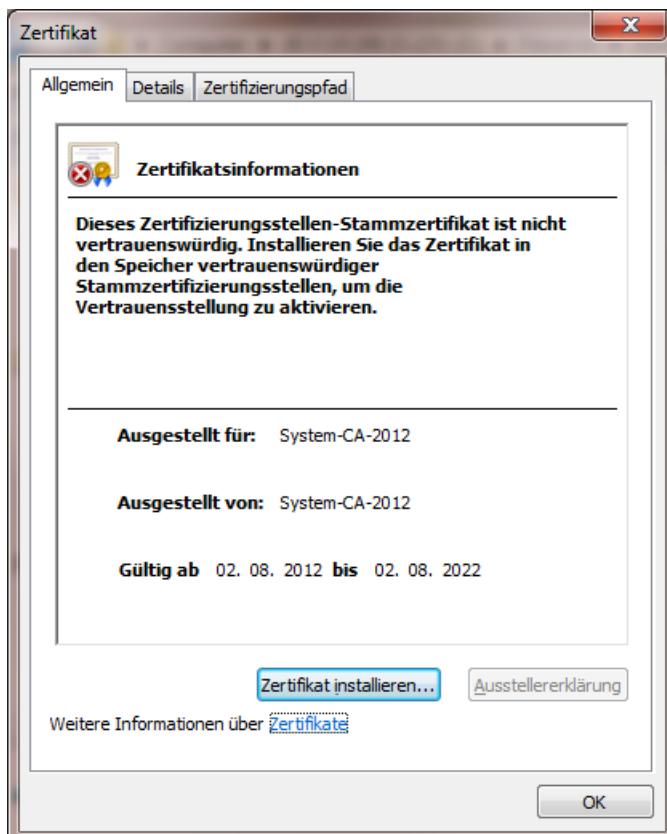 Zertifikat
Allgemein Details Zertifizierungspfad
Zertifikatsinformationen
Dieses Zertifizierungsstellen-Stammzertifikat ist nicht
vertrauenswürdig. Installieren Sie das Zertifikat in
den Speicher vertrauenswürdiger
Stammzertifizierungsstellen, um die
Vertrauensstellung zu aktivieren.
Ausgestellt für: System-CA-2012
Ausgestellt von: System-CA-2012
Gültig ab 02. 08. 2012 bis 02. 08. 2022
Zertifikat installieren... Ausstellererklärung
Weitere Informationen über Zertifikate
OK